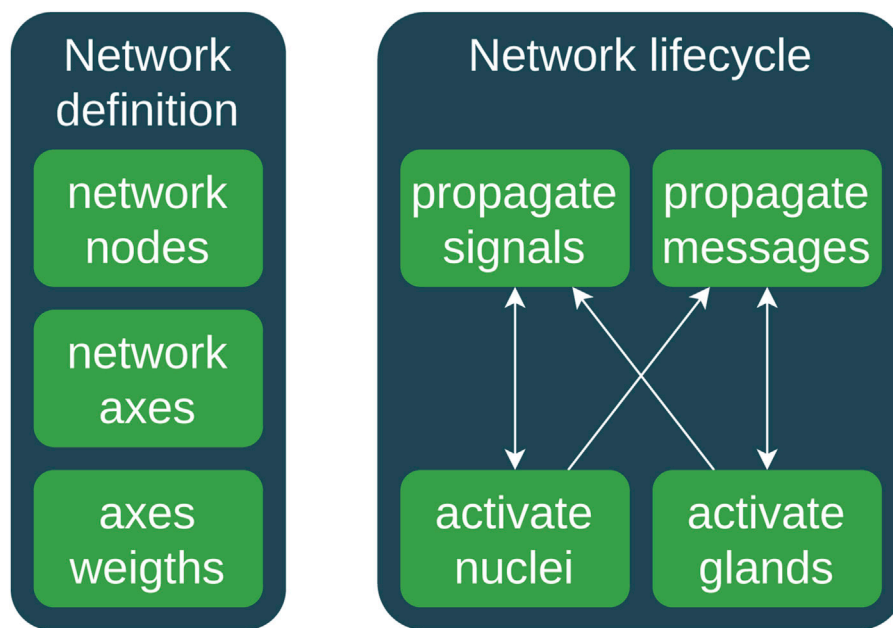 Network
definition
network
nodes
network
axes
axes
weigths
Network lifecycle
propagate
signals
propagate
messages
activate
nuclei
activate
glands